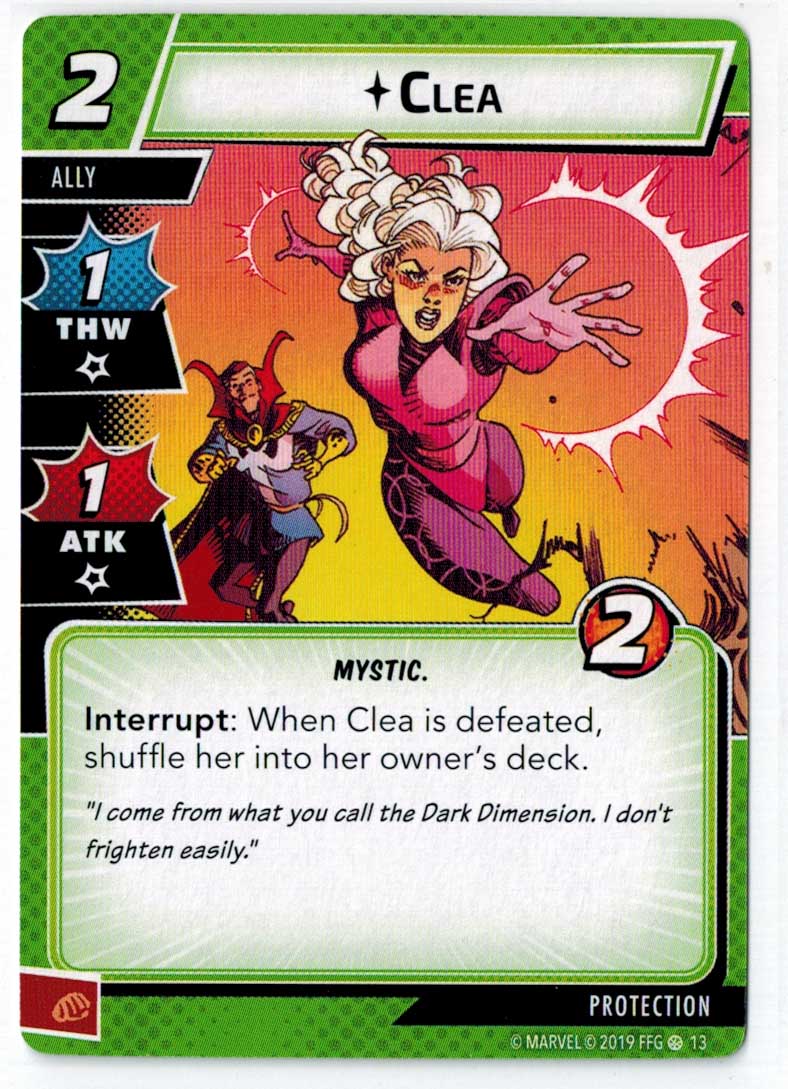 2
CLEA
ALLY
1
THW
1
ATK
2
MYSTIC.
Interrupt: When Clea is defeated,
shuffle her into her owner's deck.
"I come from what you call the Dark Dimension. I don't
frighten easily."
PROTECTION
© MARVEL © 2019 FFG 13